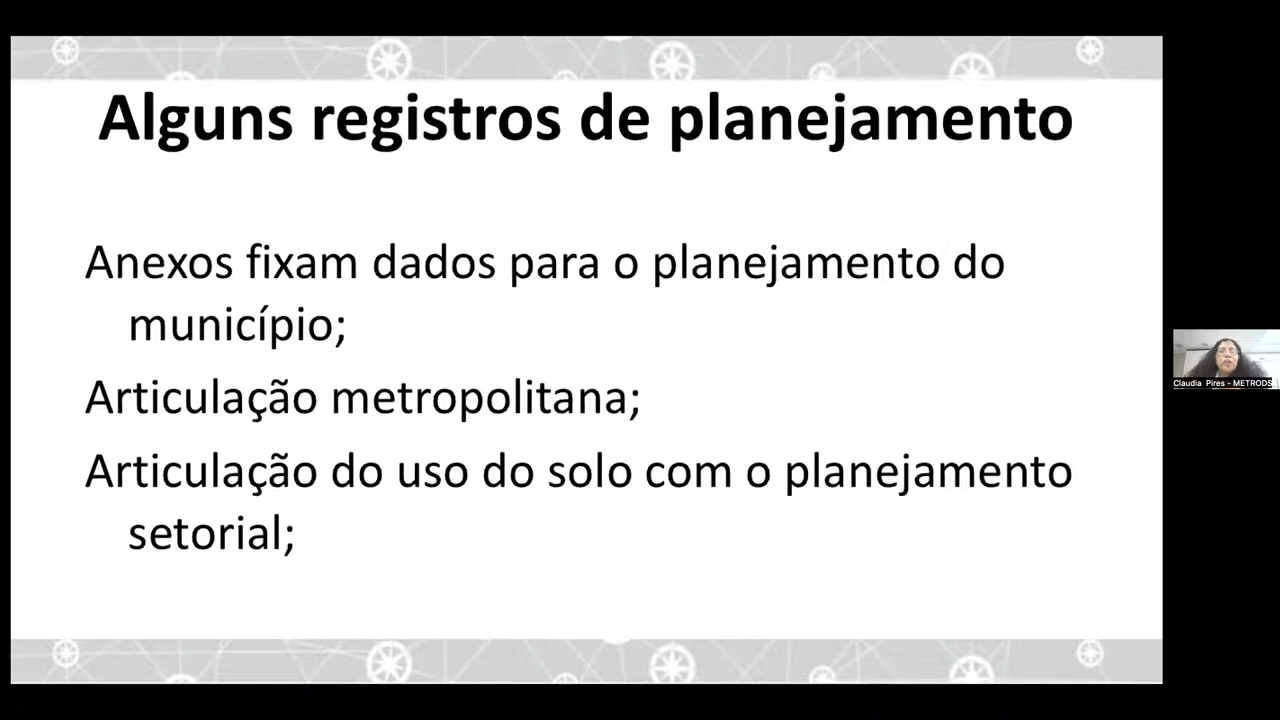 Alguns registros de planejamento
Anexos fixam dados para o planejamento do
município;
Articulação metropolitana;
Articulação do uso do solo com o planejamento
setorial;
Claudia Pires - METRODS